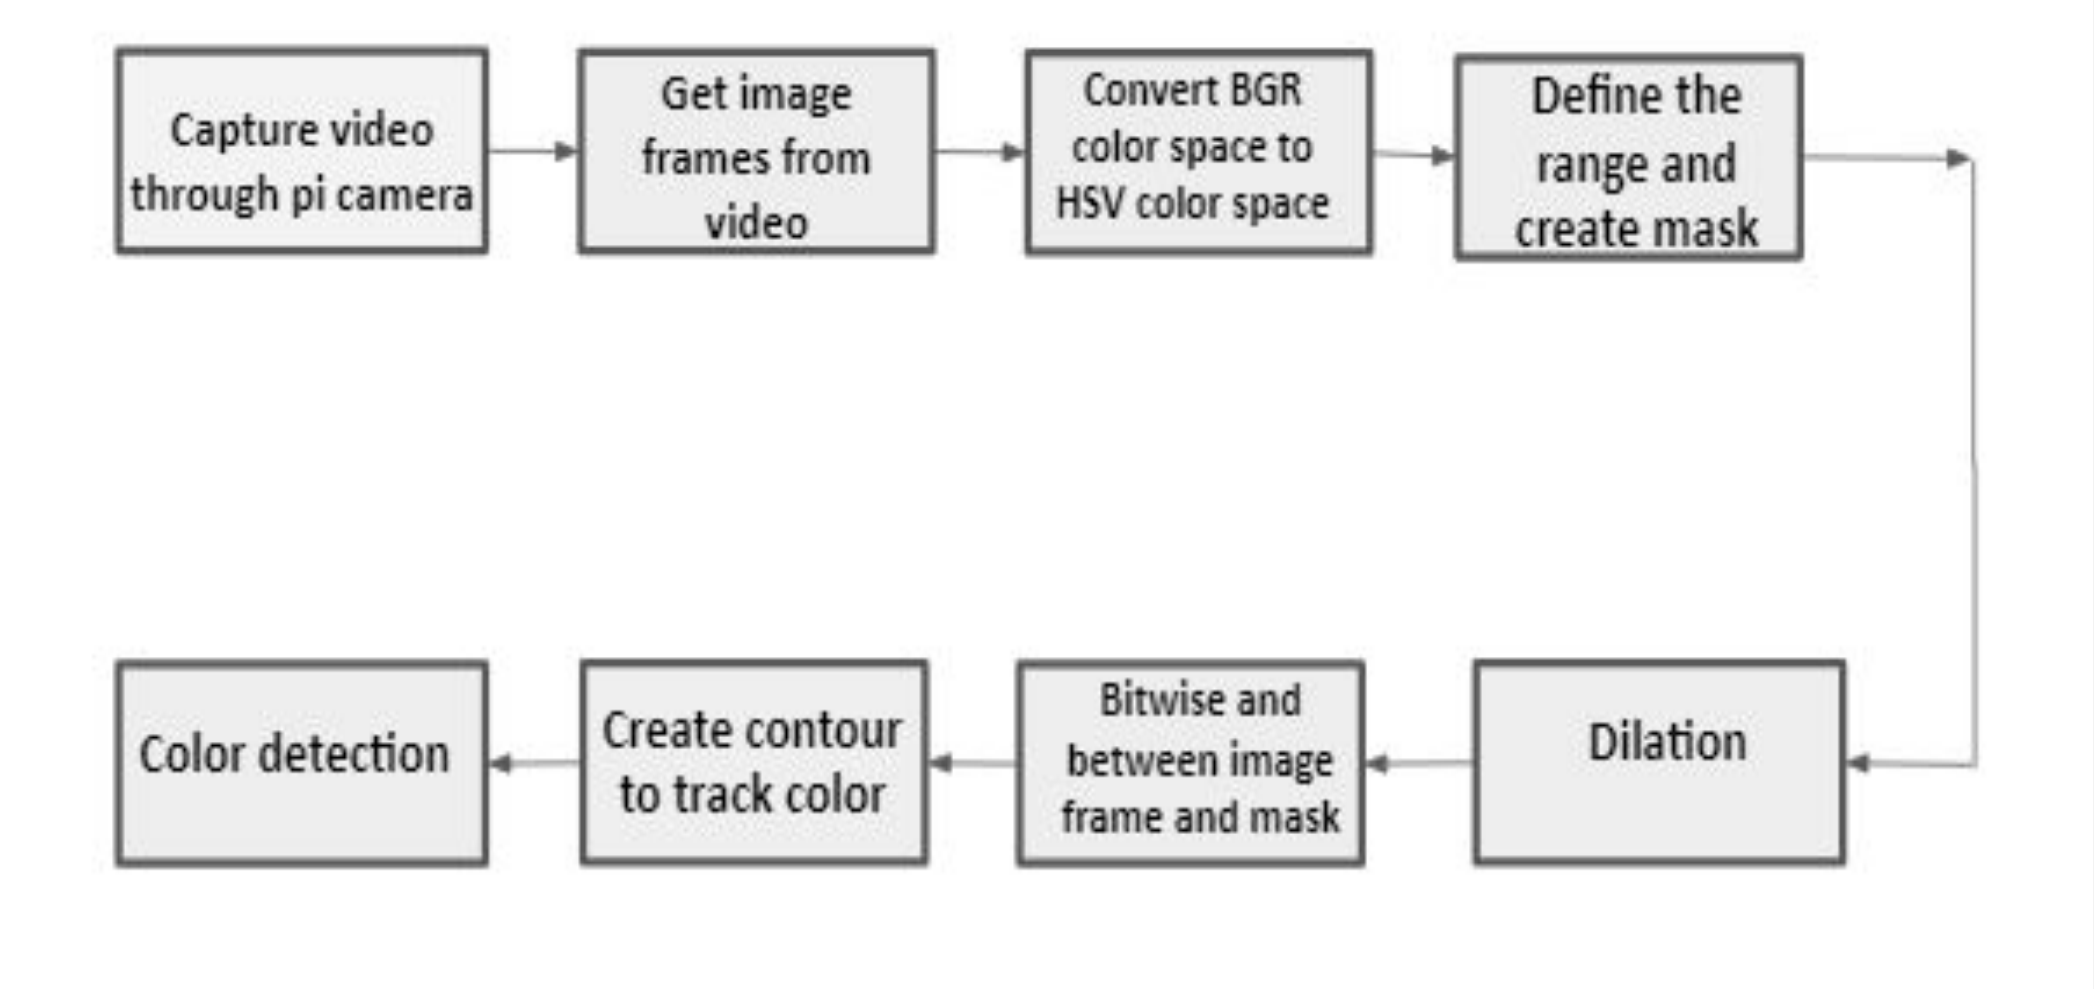 Capture video
through pi camera
Get image
frames from
video
Convert BGR
color space to
HSV color space
Define the
range and
create mask
Dilation
Bitwise and
between image
frame and mask
Create contour
to track color
Color detection